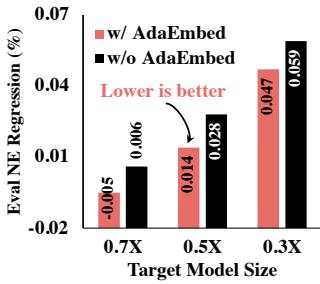 0.07
0.04
0.01
-0.02
Eval NE Regression (%)
w/ AdaEmbed
w/o AdaEmbed
Lower is better
-0.005
0.006
0.014
0.028
0.047
0.059
0.7X
0.5X
0.3X
Target Model Size